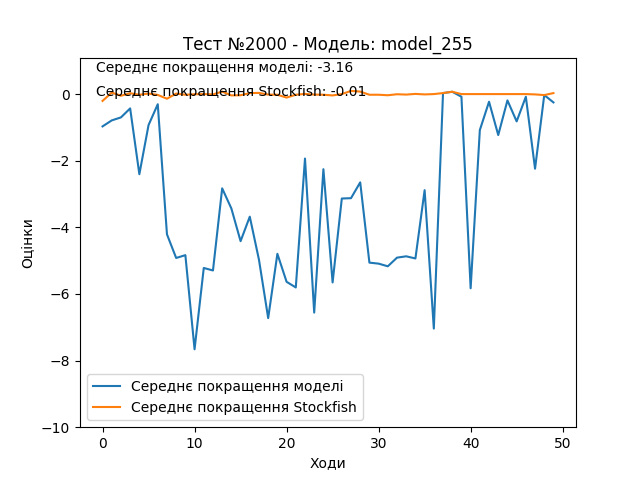 Тест №2000 - Модель: model_255
Середнє покращення моделі: -3.16
Середнє покращення Stockfish: -0.01
Оцінки
0
−2
−4
−6
−8
−10
Середнє покращення моделі
Середнє покращення Stockfish
0 10 20 30 40 50
Ходи